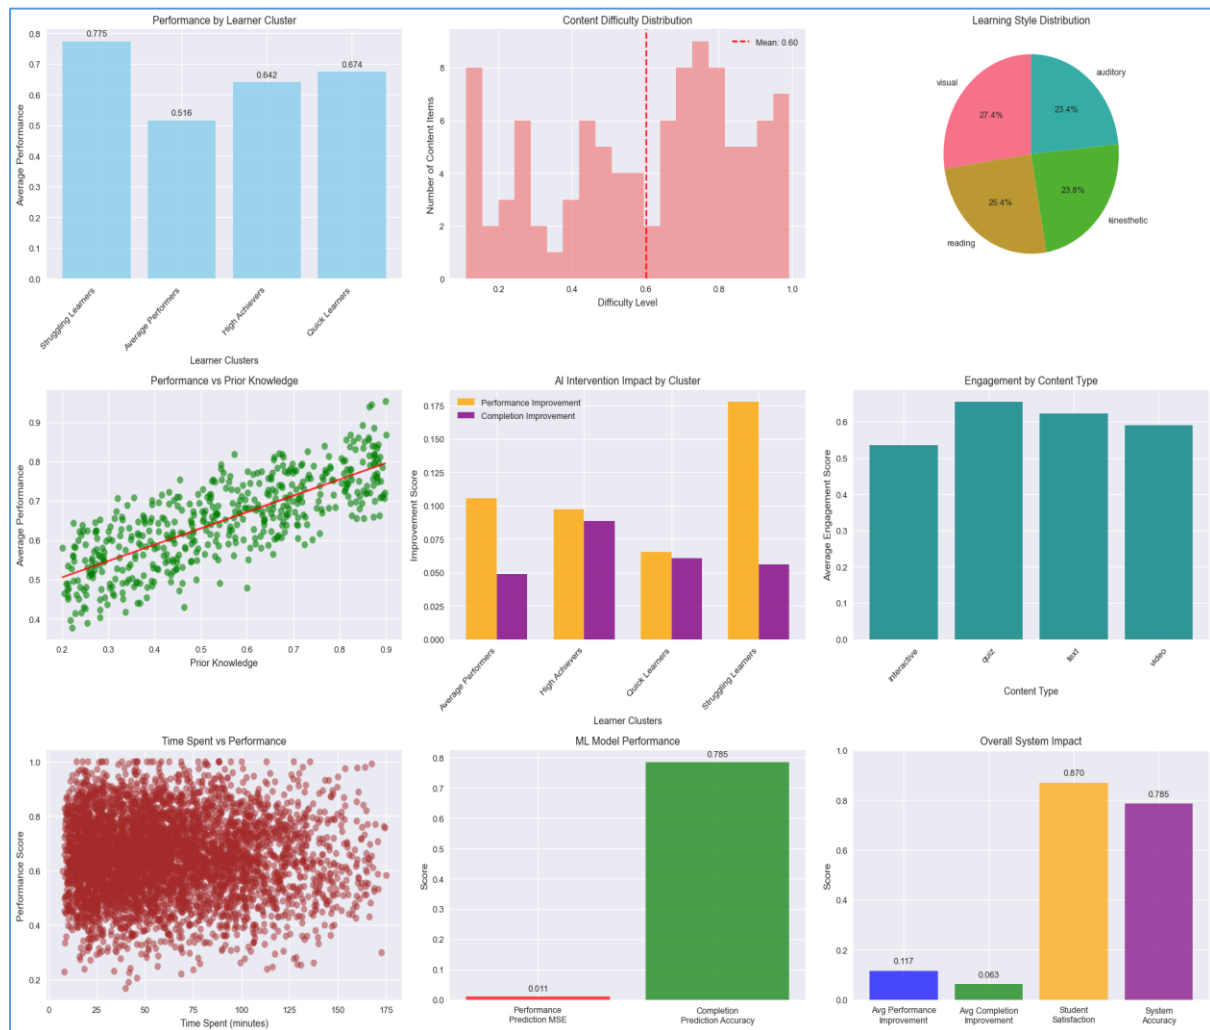 Performance by Learner Cluster
0.8
0.7
0.6
0.5
0.4
0.3
0.2
0.1
0.0
Average Performance
0.775
0.516
0.642
0.674
Struggling Learners
Average Performers
High Achievers
Quick Learners
Learner Clusters
Content Difficulty Distribution
Mean: 0.60
8
6
4
2
0
Number of Content Items
0.2
0.4
0.6
0.8
1.0
Difficulty Level
Learning Style Distribution
visual
auditory
27.4%
23.4%
25.4%
23.8%
reading
kinesthetic
Performance vs Prior Knowledge
0.9
0.8
0.7
0.6
0.5
0.4
Average Performance
0.2
0.3
0.4
0.5
0.6
0.7
0.8
0.9
Prior Knowledge
AI Intervention Impact by Cluster
Performance Improvement
Completion Improvement
0.175
0.150
0.125
0.100
0.075
0.050
0.025
0.000
Improvement Score
Average Performers
High Achievers
Quick Learners
Struggling Learners
Learner Clusters
Engagement by Content Type
0.6
0.5
0.4
0.3
0.2
0.1
0.0
Average Engagement Score
interactive
quiz
text
video
Content Type
Time Spent vs Performance
1.0
0.8
0.6
0.4
0.2
Performance Score
0
25
50
75
100
125
150
175
Time Spent (minutes)
ML Model Performance
0.8
0.7
0.6
0.5
0.4
0.3
0.2
0.1
0.0
Score
0.011
0.785
Performance
Prediction MSE
Completion
Prediction Accuracy
Overall System Impact
1.0
0.8
0.6
0.4
0.2
0.0
Score
0.117
0.063
0.870
0.785
Avg Performance
Improvement
Avg Completion
Improvement
Student
Satisfaction
System
Accuracy